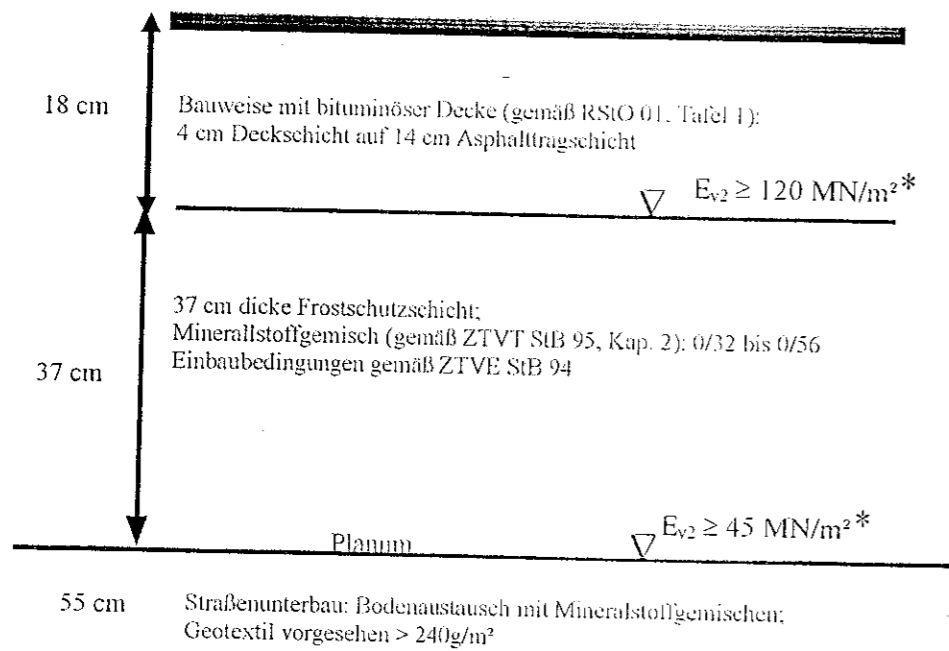 18 cm
Bauweise mit bituminöser Decke (gemäß RStO 01, Tafel 1):
4 cm Deckschicht auf 14 cm Asphalttragschicht
E_v2 ≥ 120 MN/m²*
37 cm
37 cm dicke Frostschutzschicht;
Minerallstoffgemisch (gemäß ZTVT StB 95, Kap. 2): 0/32 bis 0/56
Einbaubedingungen gemäß ZTVE StB 94
Planum
E_v2 ≥ 45 MN/m²*
55 cm
Straßenunterbau: Bodenaustausch mit Mineralstoffgemischen;
Geotextil vorgesehen > 240g/m²